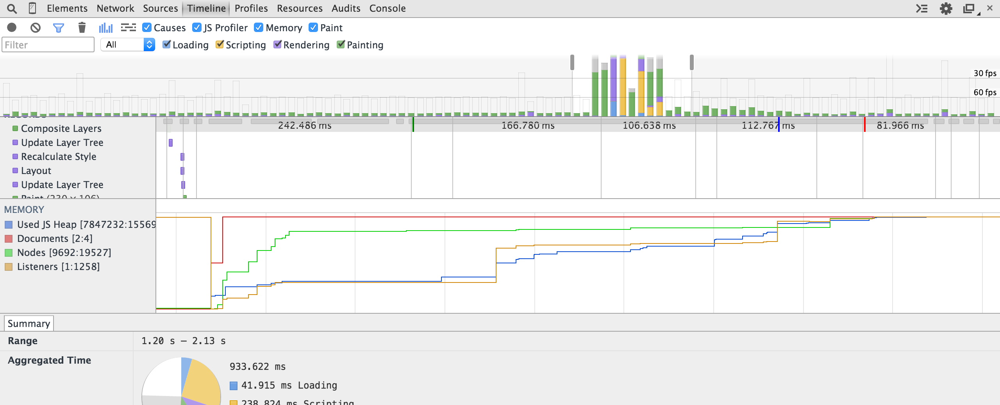 Elements Network Sources Timeline Profiles Resources Audits Console
Causes JS Profiler Memory Paint
Filter All Loading Scripting Rendering Painting
30 fps
60 fps
RECORDS
242.486 ms 166.780 ms 106.638 ms 112.767 ms 81.966 ms
Composite Layers
Update Layer Tree
Recalculate Style
Layout
Update Layer Tree
Paint (230 × 106)
MEMORY
Used JS Heap [7847232:15569
Documents [2:4]
Nodes [9692:19527]
Listeners [1:1258]
Summary
Range 1.20 s – 2.13 s
Aggregated Time
933.622 ms
41.915 ms Loading
238.824 ms Scripting